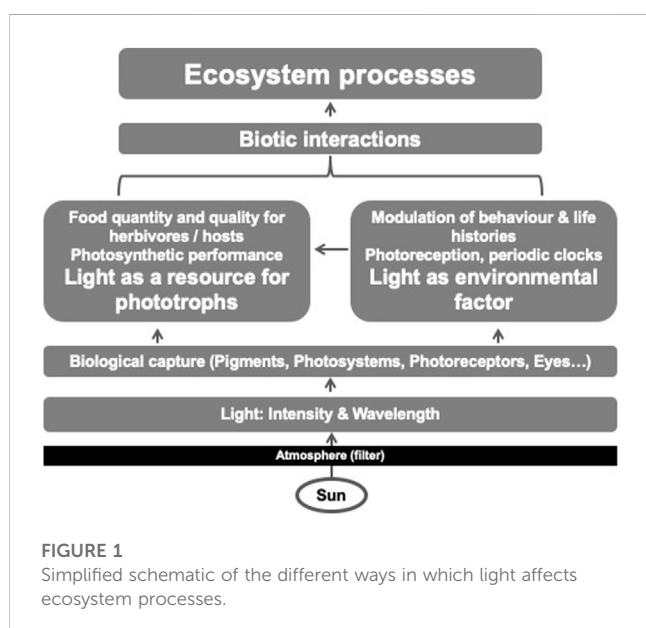 Ecosystem processes
Biotic interactions
Food quantity and quality for
herbivores / hosts
Photosynthetic performance
Light as a resource for
phototrophs
Modulation of behaviour & life
histories
Photoreception, periodic clocks
Light as environmental
factor
Biological capture (Pigments, Photosystems, Photoreceptors, Eyes...)
Light: Intensity & Wavelength
Atmosphere (filter)
Sun
FIGURE 1
Simplified schematic of the different ways in which light affects
ecosystem processes.